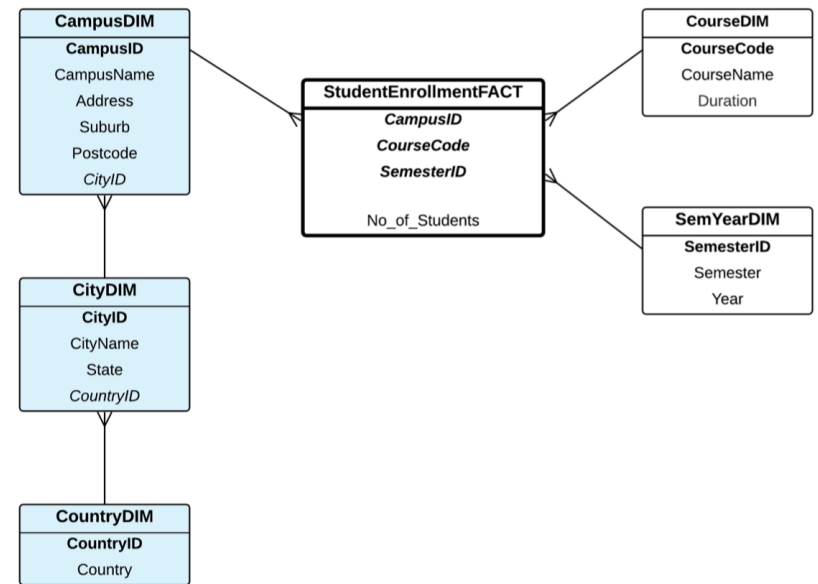 CampusDIM
CampusID
CampusName
Address
Suburb
Postcode
CityID
CityDIM
CityID
CityName
State
CountryID
CountryDIM
CountryID
Country
StudentEnrollmentFACT
CampusID
CourseCode
SemesterID
No_of_Students
CourseDIM
CourseCode
CourseName
Duration
SemYearDIM
SemesterID
Semester
Year